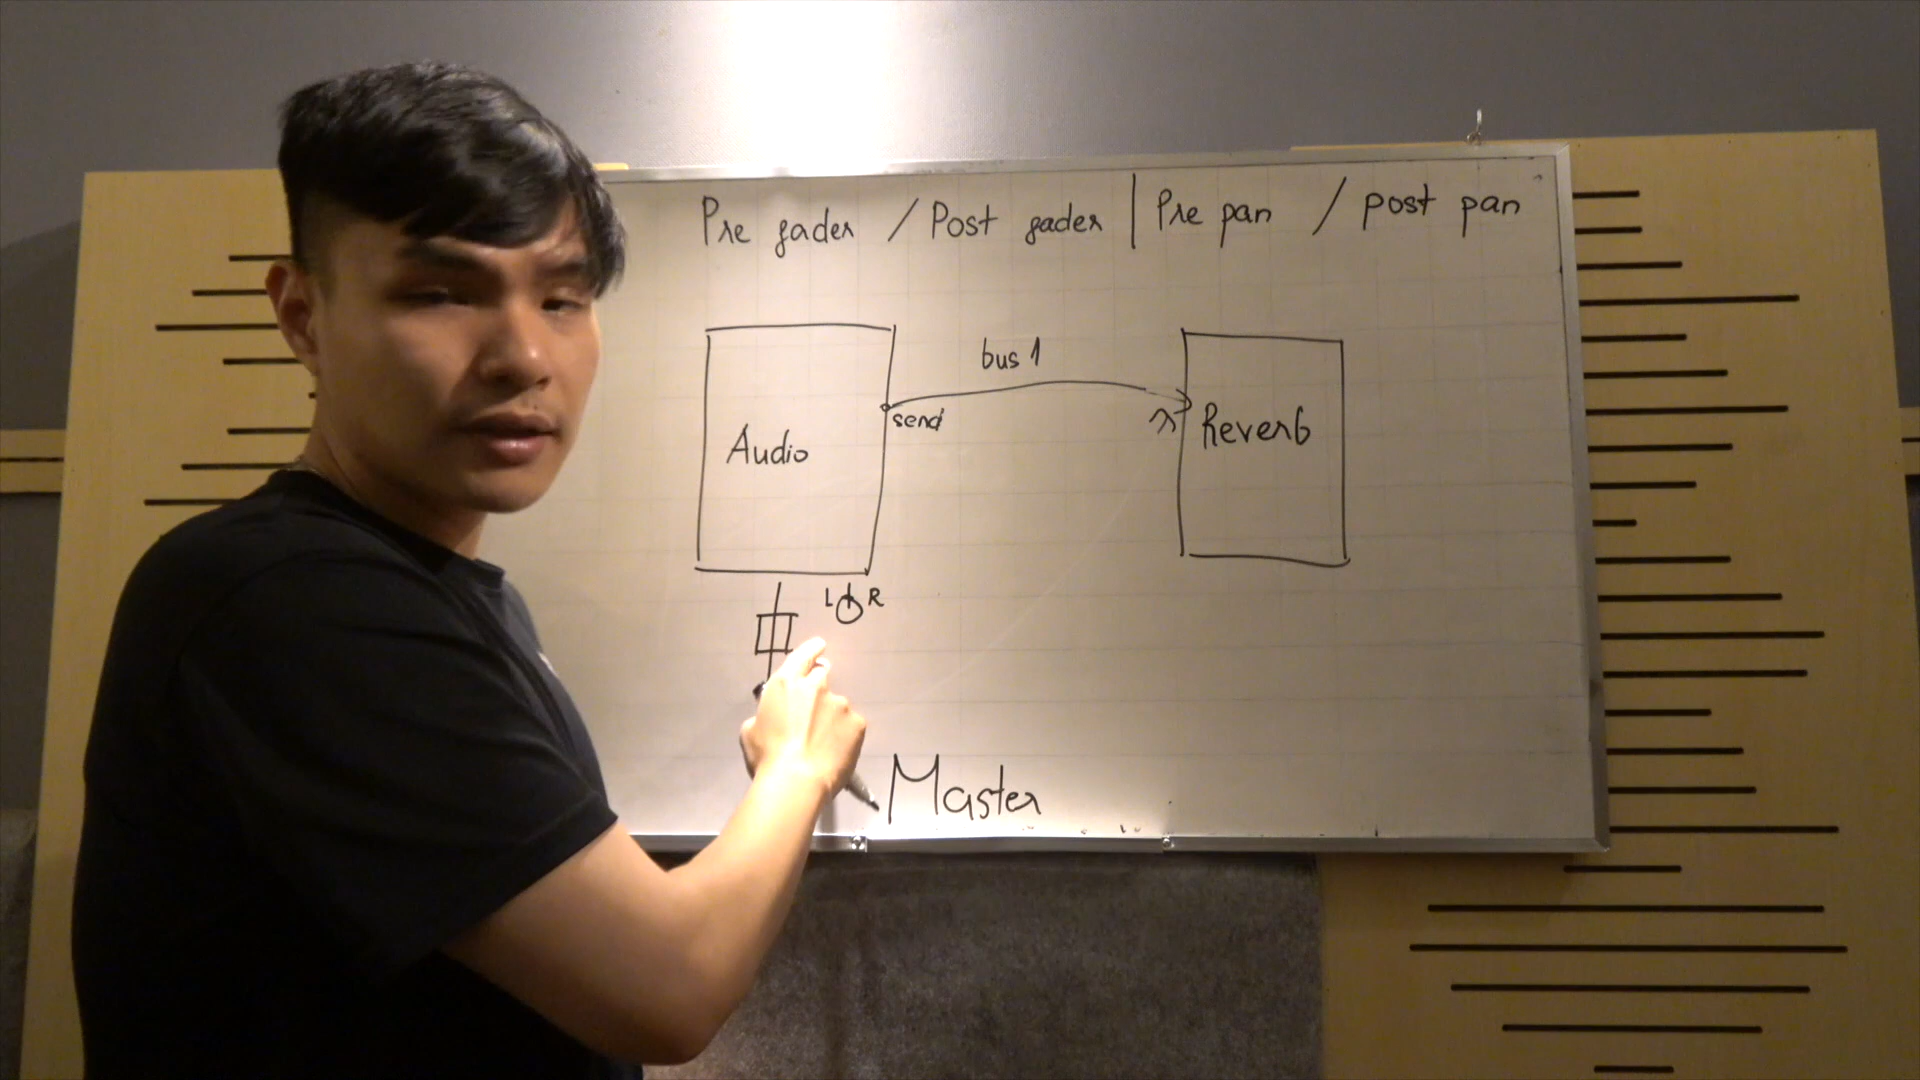 Pre fader / Post fader | Pre pan / post pan
bus 1
send
Audio
Reverb
L R
Master